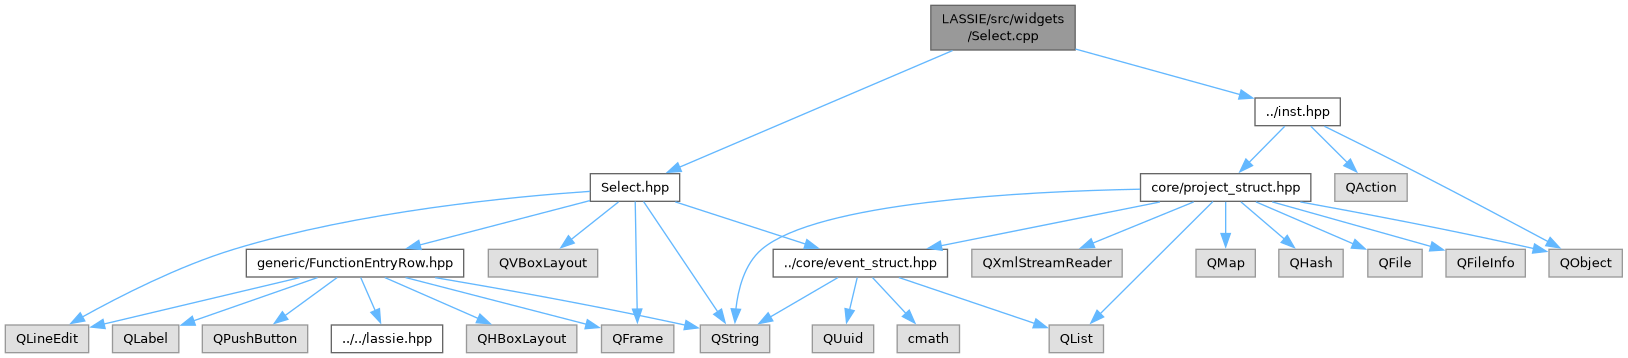 LASSIE/src/widgets
/Select.cpp
../inst.hpp
Select.hpp
core/project_struct.hpp
QAction
generic/FunctionEntryRow.hpp
QVBoxLayout
../core/event_struct.hpp
QXmlStreamReader
QMap
QHash
QFile
QFileInfo
QObject
QLineEdit
QLabel
QPushButton
../../lassie.hpp
QHBoxLayout
QFrame
QString
QUuid
cmath
QList